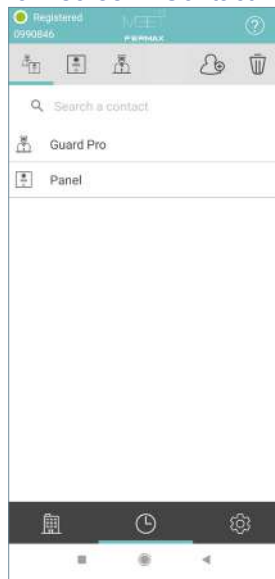 Registered
0990846
MEET
FERMAX
Search a contact
Guard Pro
Panel